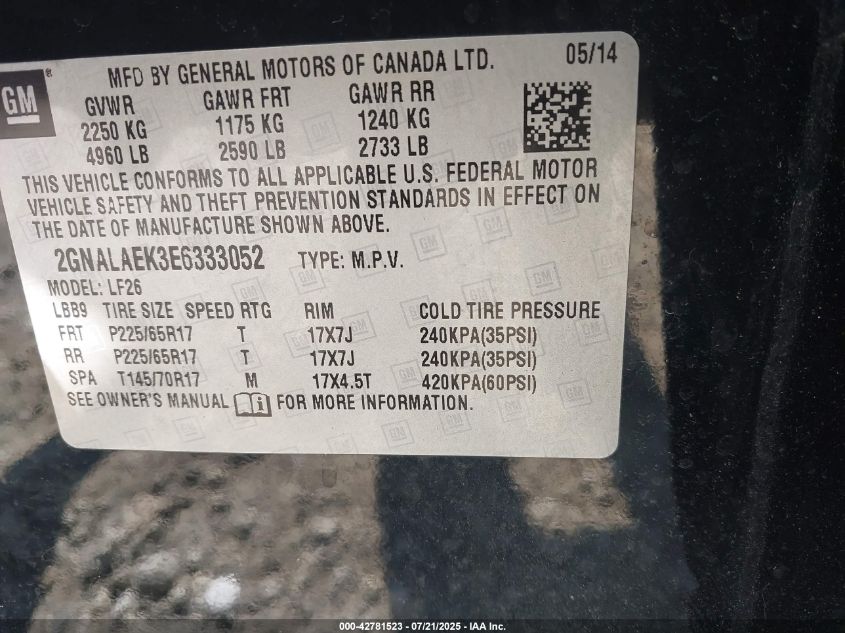 GM
®
MFD BY GENERAL MOTORS OF CANADA LTD. 05/14
GVWR GAWR FRT GAWR RR
2250 KG 1175 KG 1240 KG
4960 LB 2590 LB 2733 LB
THIS VEHICLE CONFORMS TO ALL APPLICABLE U.S. FEDERAL MOTOR
VEHICLE SAFETY AND THEFT PREVENTION STANDARDS IN EFFECT ON
THE DATE OF MANUFACTURE SHOWN ABOVE.
2GNALAEK3E6333052 TYPE: M.P.V.
MODEL: LF26
LBB9 TIRE SIZE SPEED RTG RIM COLD TIRE PRESSURE
FRT P225/65R17 T 17X7J 240KPA(35PSI)
RR P225/65R17 T 17X7J 240KPA(35PSI)
SPA T145/70R17 M 17X4.5T 420KPA(60PSI)
SEE OWNER'S MANUAL FOR MORE INFORMATION.
000-42781523 - 07/21/2025 - IAA Inc.